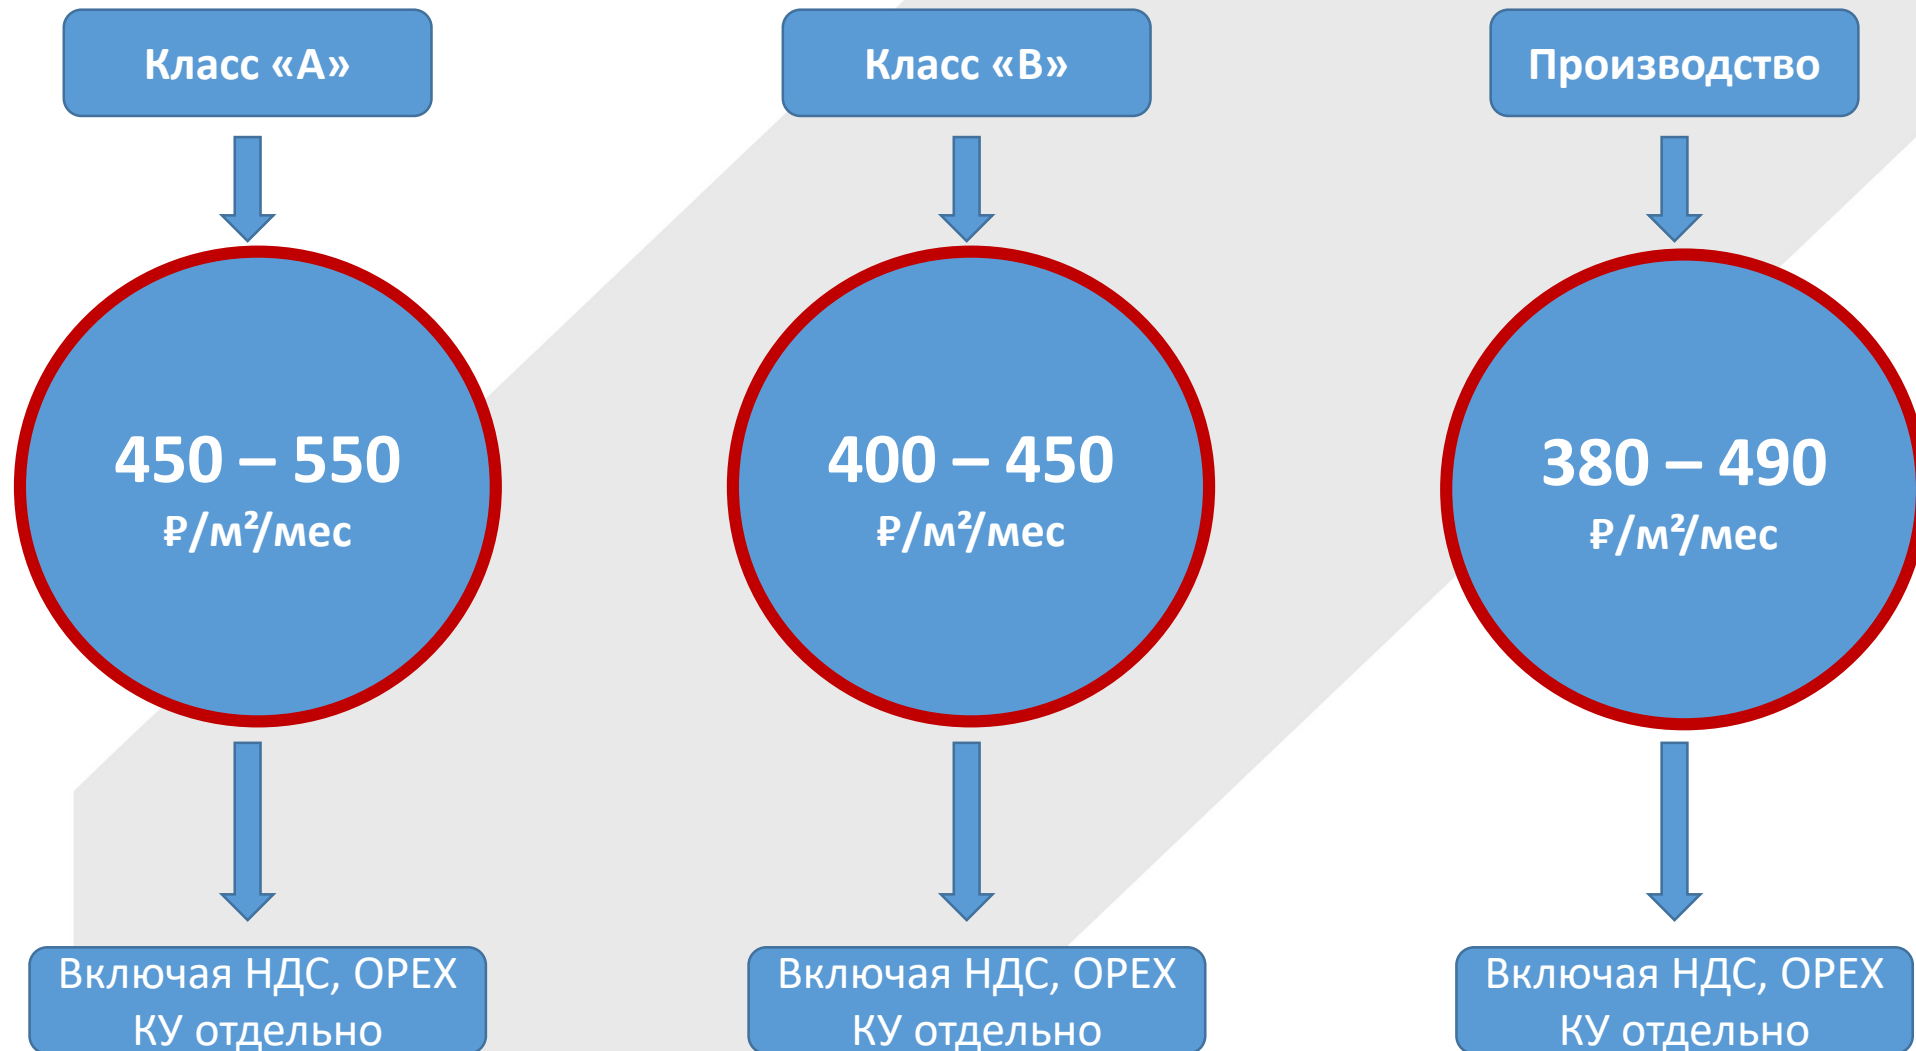 Класс «А»
450 – 550
₽/м²/мес
Включая НДС, OPEX
КУ отдельно
Класс «В»
400 – 450
₽/м²/мес
Включая НДС, OPEX
КУ отдельно
Производство
380 – 490
₽/м²/мес
Включая НДС, OPEX
КУ отдельно